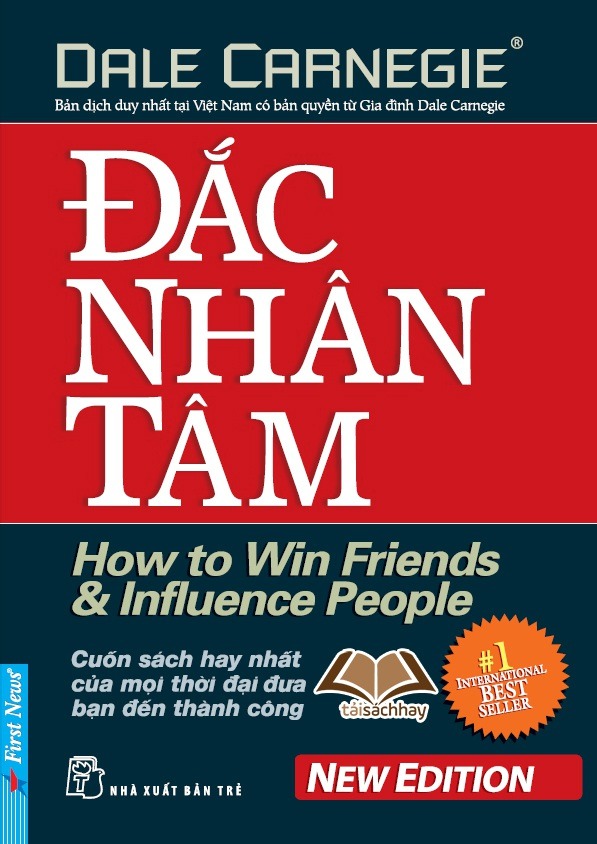 DALE CARNEGIE®
Bản dịch duy nhất tại Việt Nam có bản quyền từ Gia đình Dale Carnegie
ĐẮC
NHÂN
TÂM
How to Win Friends
& Influence People
Cuốn sách hay nhất
của mọi thời đại đưa
bạn đến thành công
tảisáchhay
#1
INTERNATIONAL
BEST
SELLER
First News®
NHÀ XUẤT BẢN TRẺ
NEW EDITION